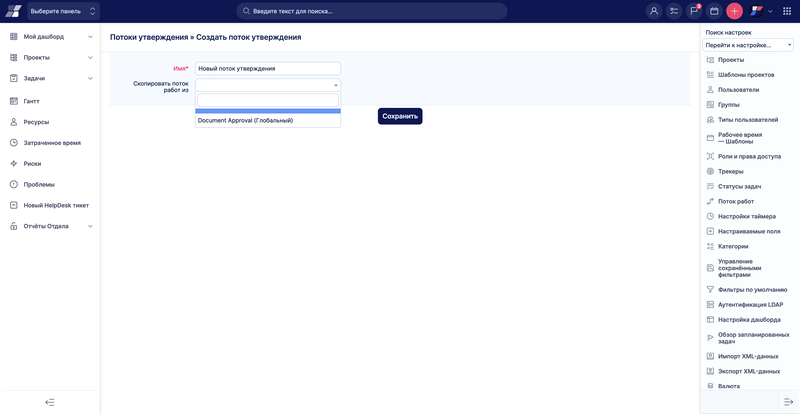 Выберите панель
Введите текст для поиска...
Мой дашборд
Проекты
Задачи
Гантт
Ресурсы
Затраченное время
Риски
Проблемы
Новый HelpDesk тикет
Отчёты Отдела
Потоки утверждения » Создать поток утверждения
Имя*
Новый поток утверждения
Скопировать поток
работ из
Document Approval (Глобальный)
Сохранить
Поиск настроек
Перейти к настройке...
Проекты
Шаблоны проектов
Пользователи
Группы
Типы пользователей
Рабочее время
— Шаблоны
Роли и права доступа
Трекеры
Статусы задач
Поток работ
Настройки таймера
Настраиваемые поля
Категории
Управление
сохранёнными
фильтрами
Фильтры по умолчанию
Аутентификация LDAP
Настройка дашборда
Обзор запланированных
задач
Импорт XML-данных
Экспорт XML-данных
Валюта